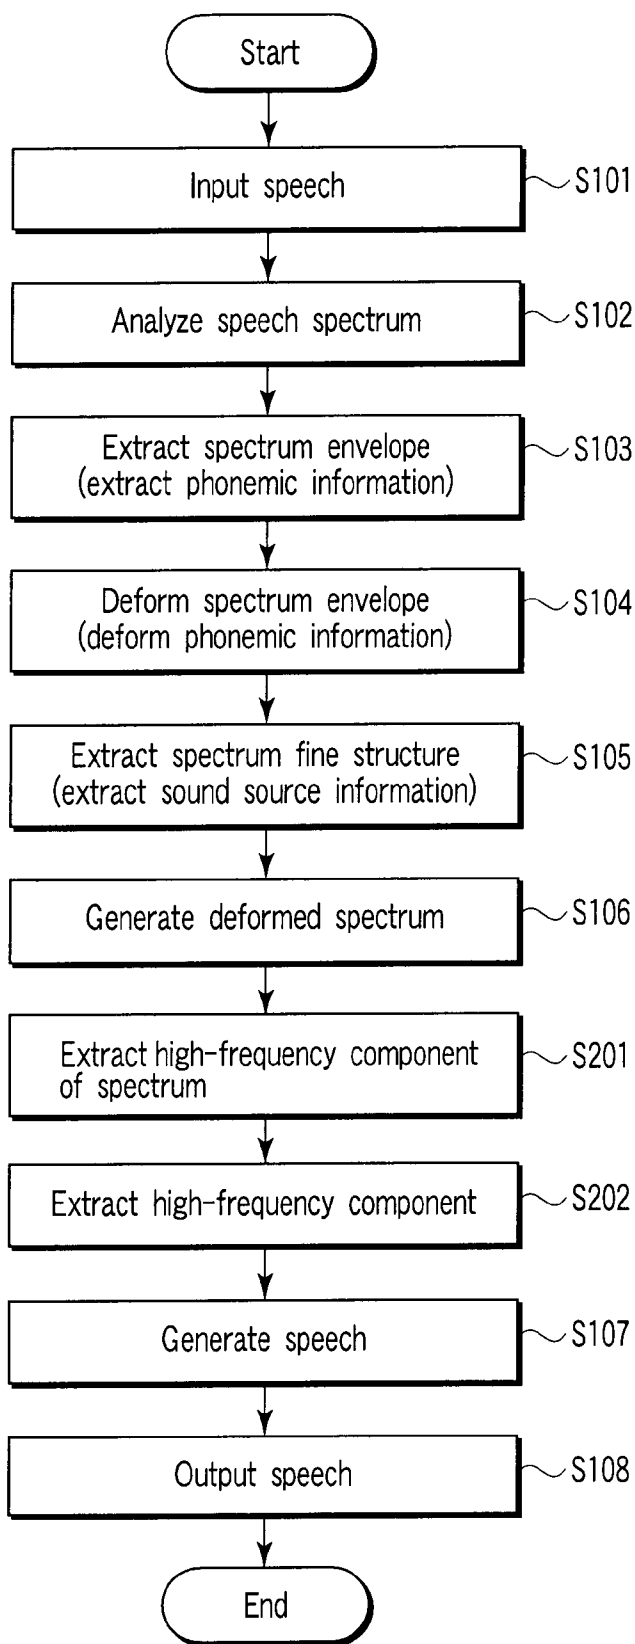 Start
Input speech
S101
Analyze speech spectrum
S102
Extract spectrum envelope
(extract phonemic information)
S103
Deform spectrum envelope
(deform phonemic information)
S104
Extract spectrum fine structure
(extract sound source information)
S105
Generate deformed spectrum
S106
Extract high-frequency component
of spectrum
S201
Extract high-frequency component
S202
Generate speech
S107
Output speech
S108
End